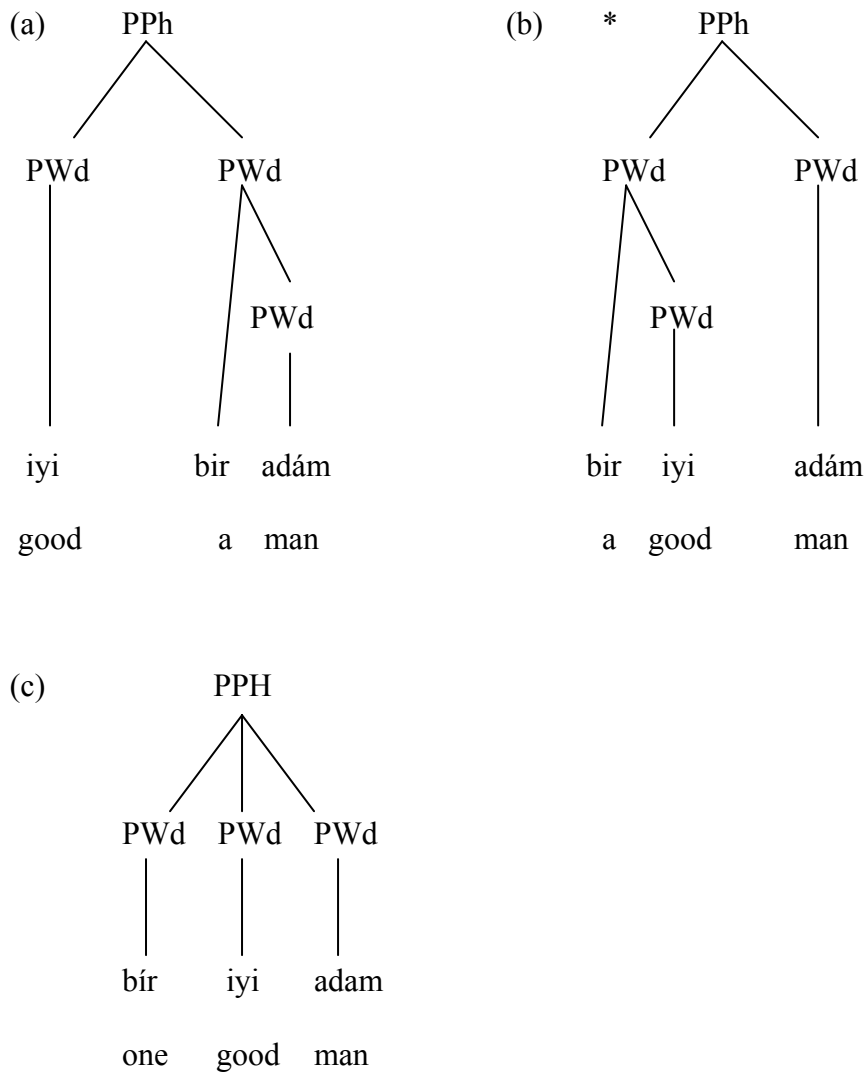 (a) PPh (b) * PPh
PWd PWd PWd PWd
PWd PWd
iyi bir adám bir iyi adám
good a man a good man
(c) PPH
PWd PWd PWd
bír iyi adam
one good man